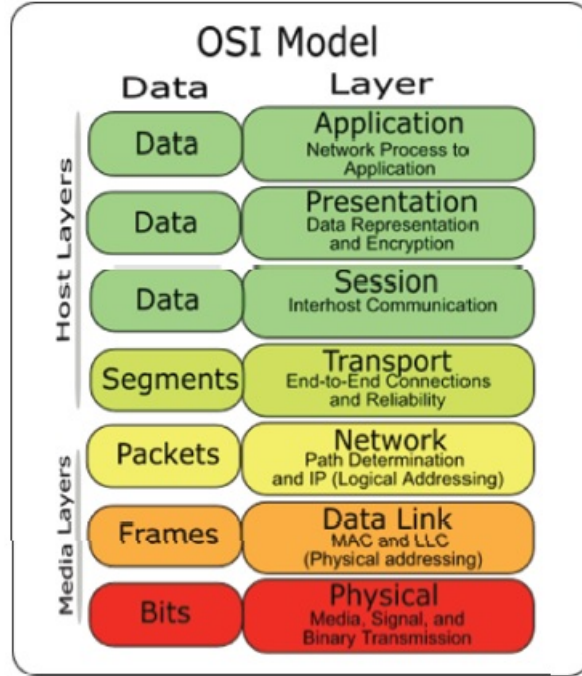 OSI Model
Data Layer
Host Layers
Data
Application
Network Process to
Application
Data
Presentation
Data Representation
and Encryption
Data
Session
Interhost Communication
Segments
Transport
End-to-End Connections
and Reliability
Media Layers
Packets
Network
Path Determination
and IP (Logical Addressing)
Frames
Data Link
MAC and LLC
(Physical addressing)
Bits
Physical
Media, Signal, and
Binary Transmission